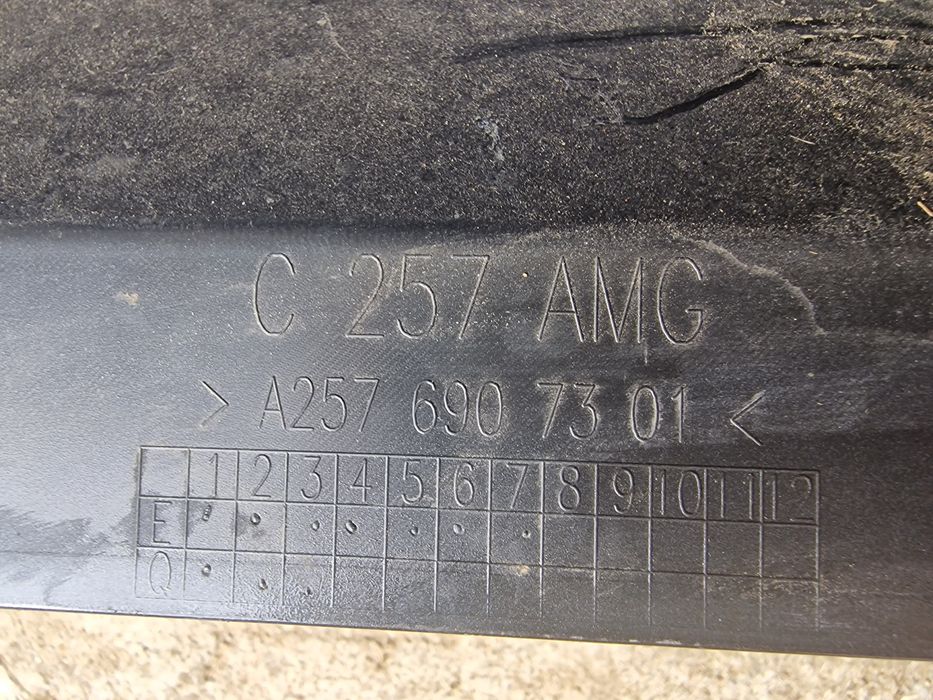 C 257 AMG
> A257 690 73 01 <
1 2 3 4 5 6 7 8 9 10 11 12
E
Q